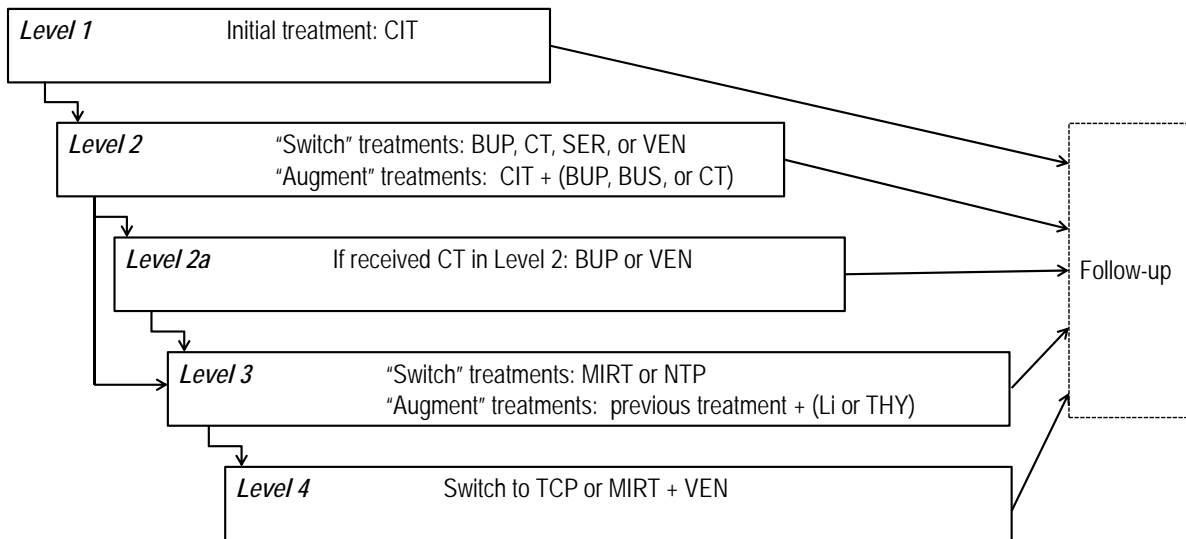 Level 1 Initial treatment: CIT
Level 2 “Switch” treatments: BUP, CT, SER, or VEN
“Augment” treatments: CIT + (BUP, BUS, or CT)
Level 2a If received CT in Level 2: BUP or VEN
Follow-up
Level 3 “Switch” treatments: MIRT or NTP
“Augment” treatments: previous treatment + (Li or THY)
Level 4 Switch to TCP or MIRT + VEN